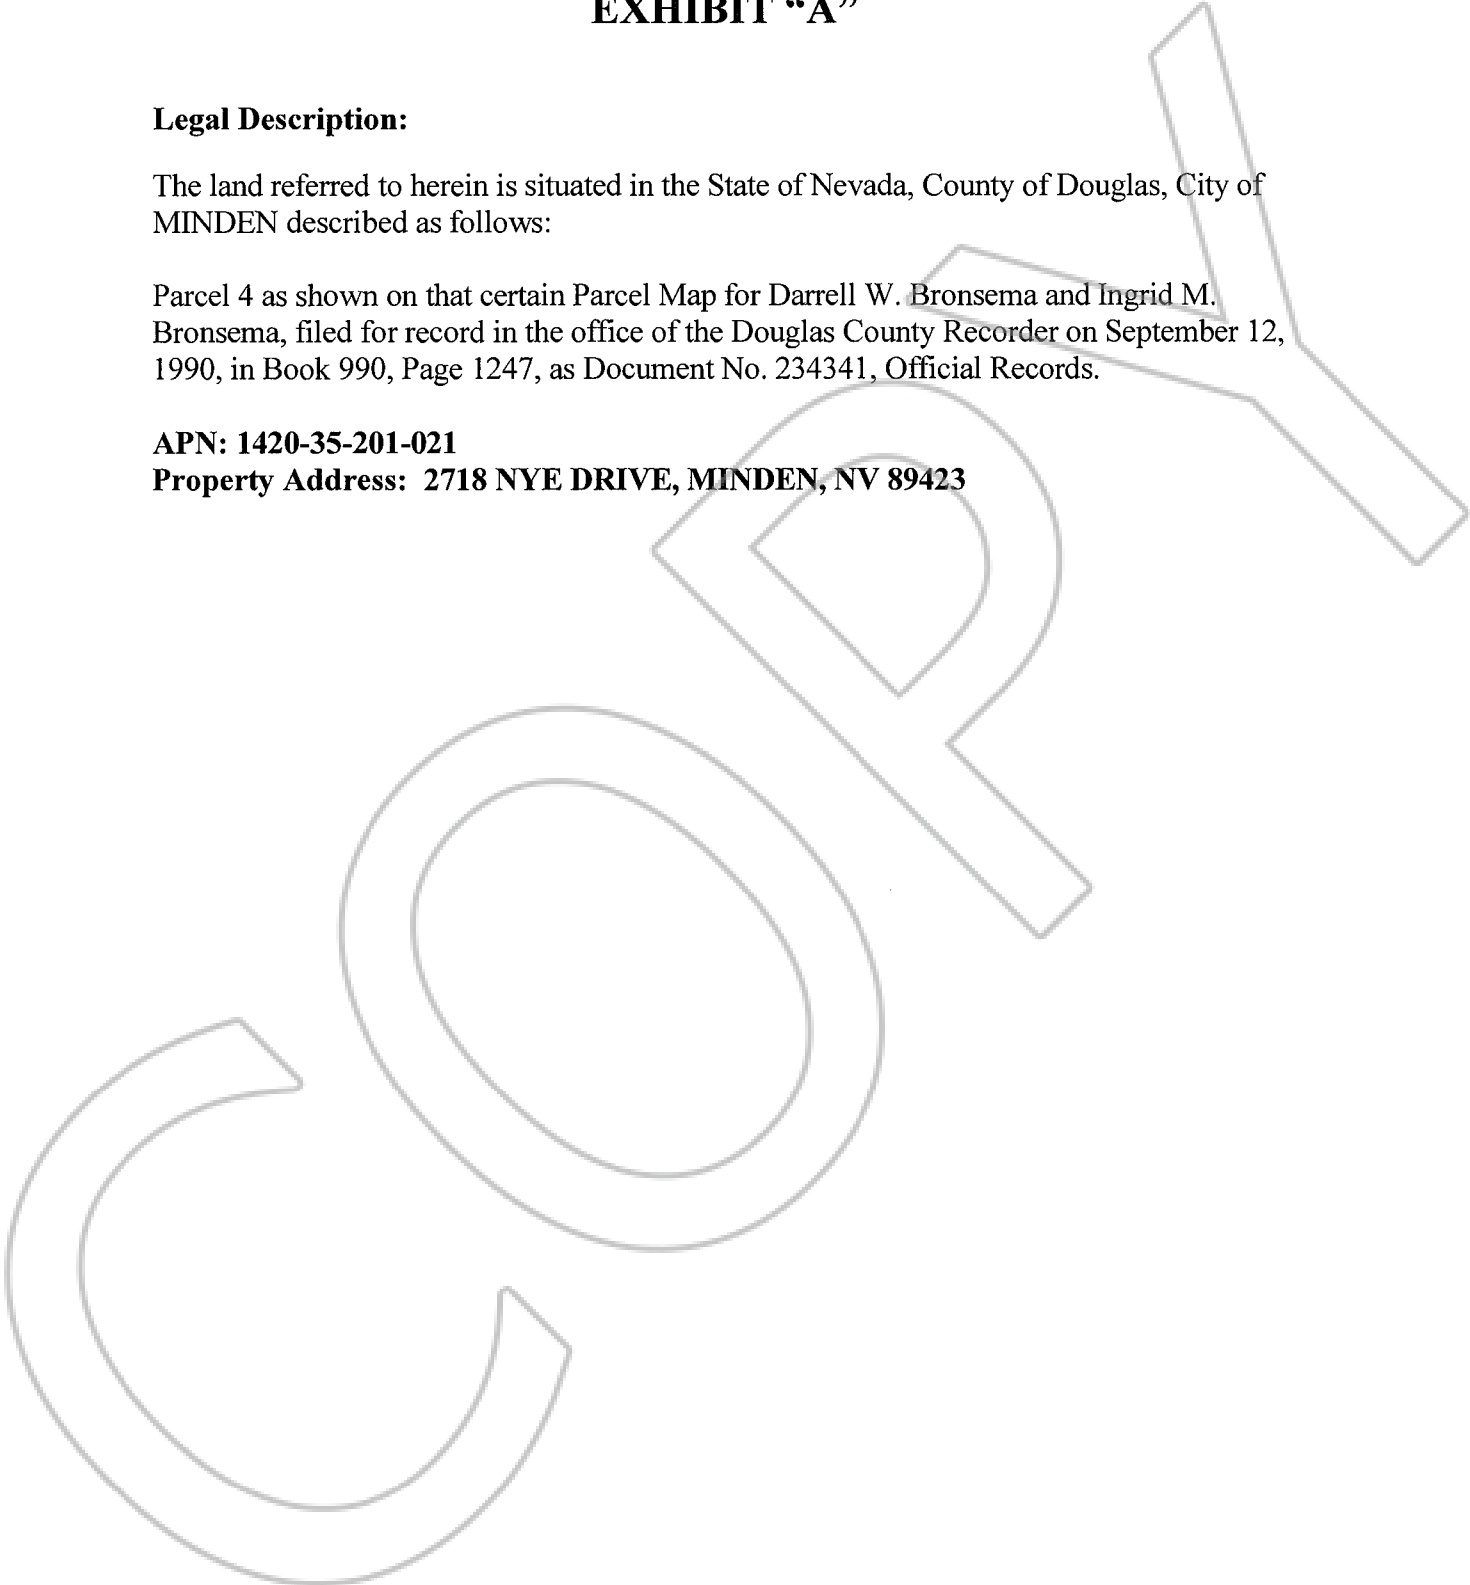 EXHIBIT “A”
Legal Description:
The land referred to herein is situated in the State of Nevada, County of Douglas, City of
MINDEN described as follows:
Parcel 4 as shown on that certain Parcel Map for Darrell W. Bronsema and Ingrid M.
Bronsema, filed for record in the office of the Douglas County Recorder on September 12,
1990, in Book 990, Page 1247, as Document No. 234341, Official Records.
APN: 1420-35-201-021
Property Address: 2718 NYE DRIVE, MINDEN, NV 89423
COPY